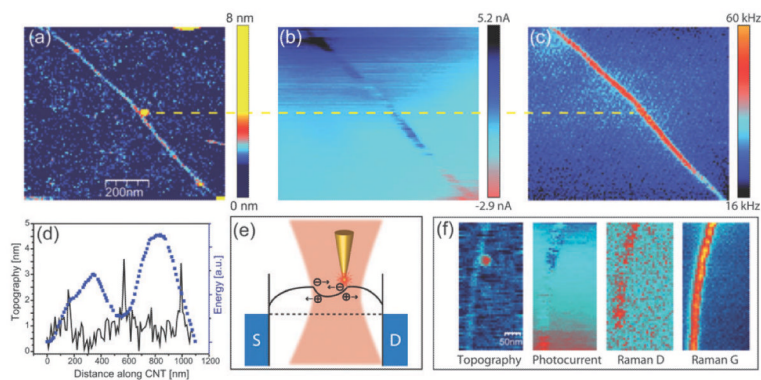 (a)
8 nm
0 nm
200nm
(b)
5.2 nA
-2.9 nA
(c)
60 kHz
16 kHz
(d)
Topography [nm]
5
4
3
2
1
0
Energy [a.u.]
0 200 400 600 800 1000 1200
Distance along CNT [nm]
(e)
S
D
(f)
50nm
Topography Photocurrent Raman D Raman G